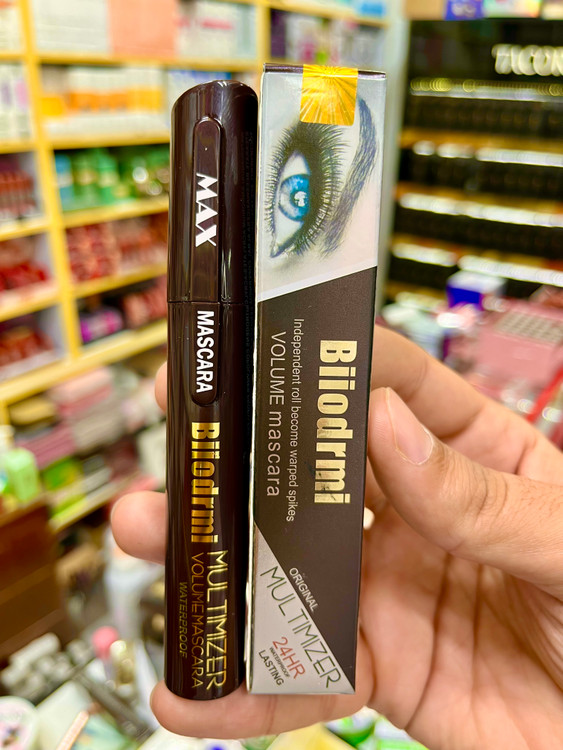 MAX
MASCARA
Biiodrmi
MULTIMIZER
VOLUME MASCARA
WATERPROOF
Biiodrmi
Independent roll become warped spikes
VOLUME mascara
ORIGINAL
MULTIMIZER
24HR
WATERPROOF
LASTING